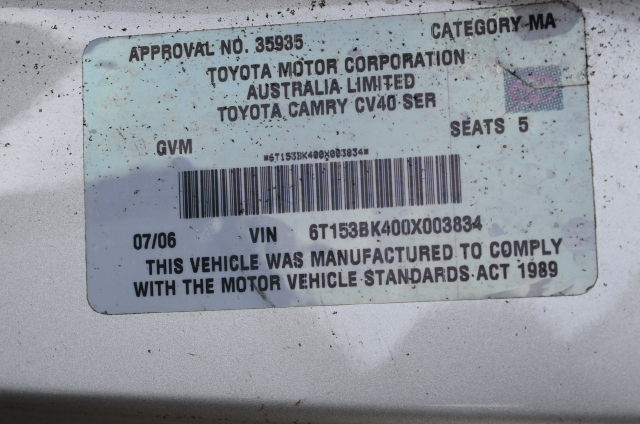 APPROVAL NO. 35935 CATEGORY MA
TOYOTA MOTOR CORPORATION
AUSTRALIA LIMITED
TOYOTA CAMRY CV40 SER
SEATS 5
GVM
*6T153BK400X003834*
07/06 VIN 6T153BK400X003834
THIS VEHICLE WAS MANUFACTURED TO COMPLY
WITH THE MOTOR VEHICLE STANDARDS ACT 1989